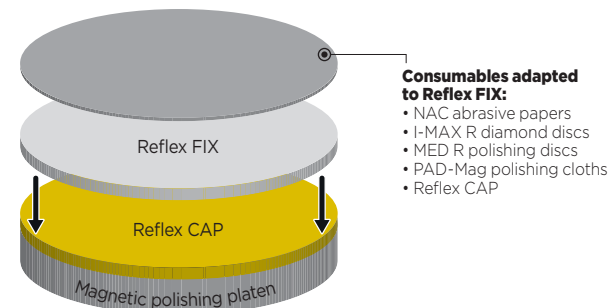 Reflex FIX
Reflex CAP
Magnetic polishing platen
Consumables adapted
to Reflex FIX:
• NAC abrasive papers
• I-MAX R diamond discs
• MED R polishing discs
• PAD-Mag polishing cloths
• Reflex CAP